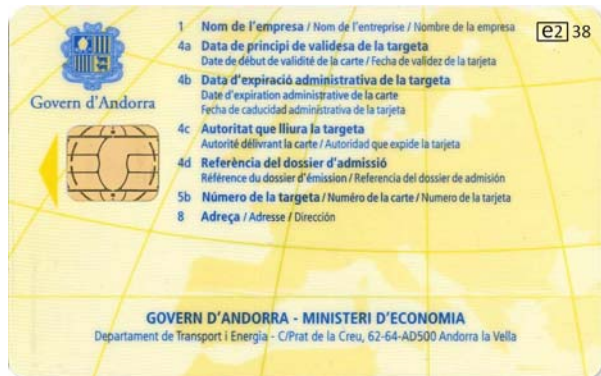 1 Nom de l'empresa / Nom de l'entreprise / Nombre de la empresa
e2 38
4a Data de principi de validesa de la targeta
Date de début de validité de la carte / Fecha de validez de la tarjeta
4b Data d'expiració administrativa de la targeta
Date d'expiration administrative de la carte
Fecha de caducidad administrativa de la tarjeta
Govern d'Andorra
4c Autoritat que lliura la targeta
Autorité délivrant la carte / Autoridad que expide la tarjeta
4d Referència del dossier d'admissió
Référence du dossier d'émission / Referencia del dossier de admisión
5b Número de la targeta / Numéro de la carte / Numero de la tarjeta
8 Adreça / Adresse / Dirección
GOVERN D'ANDORRA - MINISTERI D'ECONOMIA
Departament de Transport i Energia - C/Prat de la Creu, 62-64-AD500 Andorra la Vella